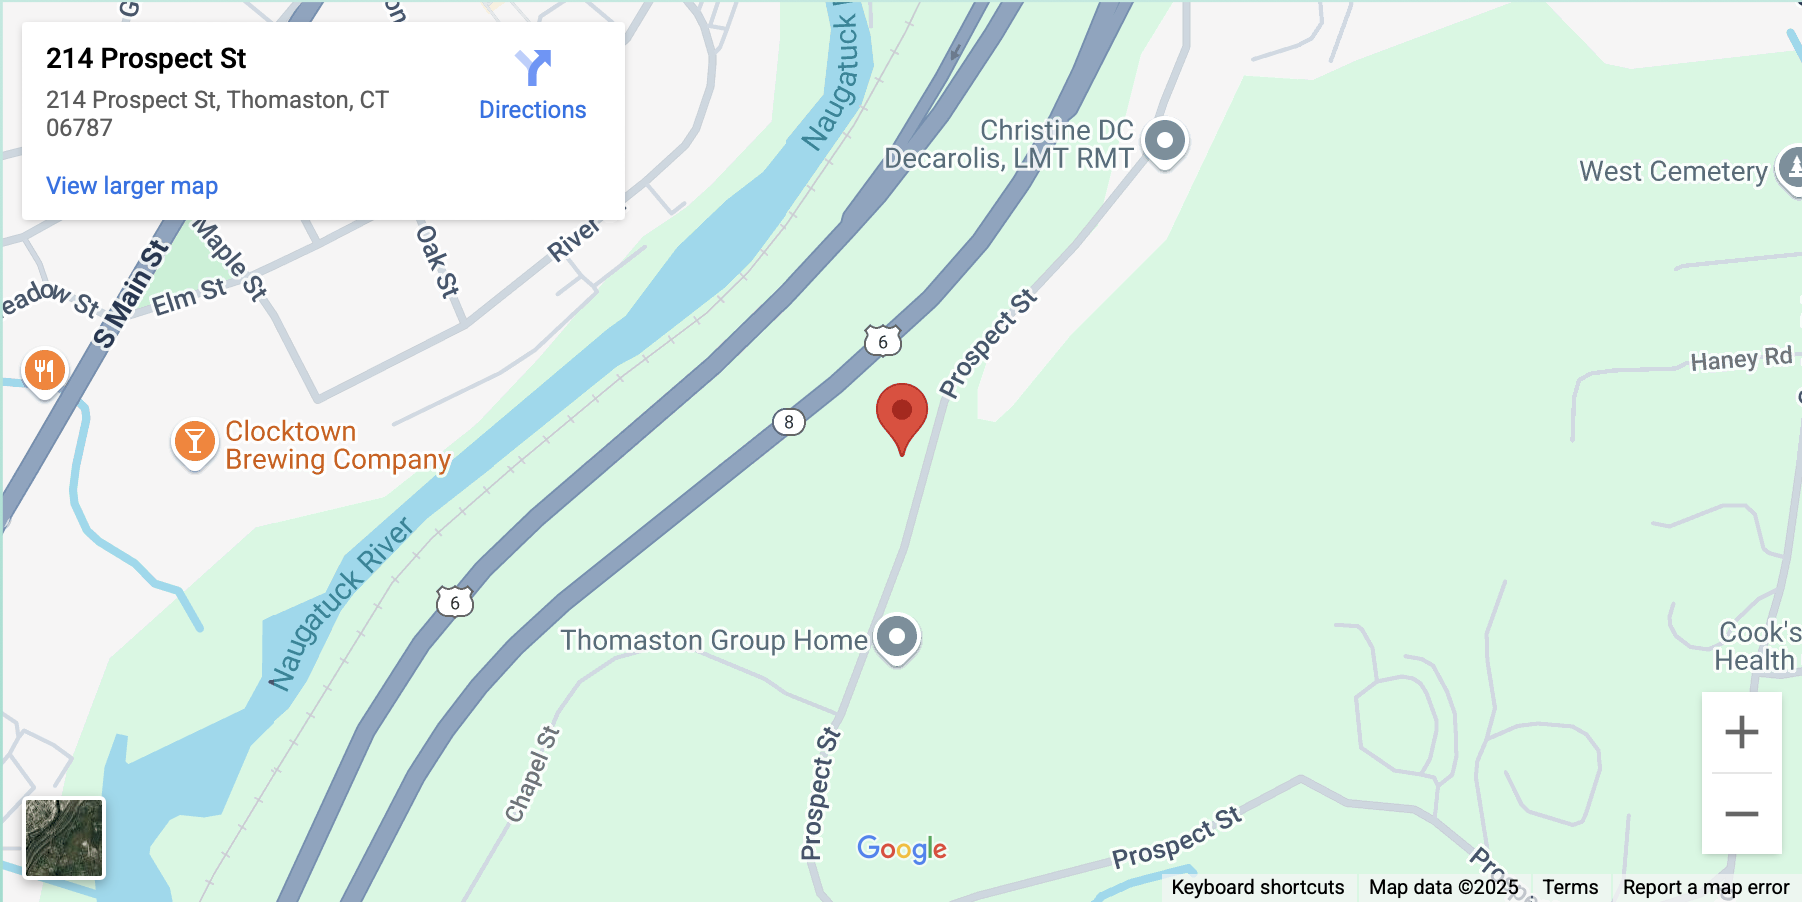 G
on
214 Prospect St
214 Prospect St, Thomaston, CT
06787
Directions
View larger map
Naugatuck
Christine DC
Decarolis, LMT RMT
West Cemetery
Maple St
Oak St
River
S Main St
Elm St
eadow St
Prospect St
6
Haney Rd
8
Clocktown
Brewing Company
Naugatuck River
6
Thomaston Group Home
Cook's
Health
Chapel St
Prospect St
Prospect St
Google
Keyboard shortcuts
Map data ©2025
Terms
Report a map error